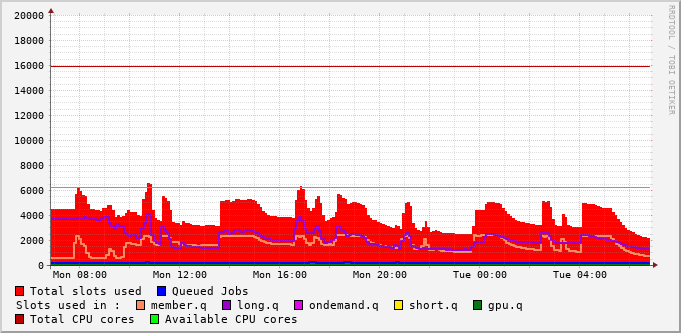 20000
18000
16000
14000
12000
10000
8000
6000
4000
2000
0
Mon 08:00 Mon 12:00 Mon 16:00 Mon 20:00 Tue 00:00 Tue 04:00
RRDTOOL / TOBI OETIKER
Total slots used Queued Jobs
Slots used in : member.q long.q ondemand.q short.q gpu.q
Total CPU cores Available CPU cores